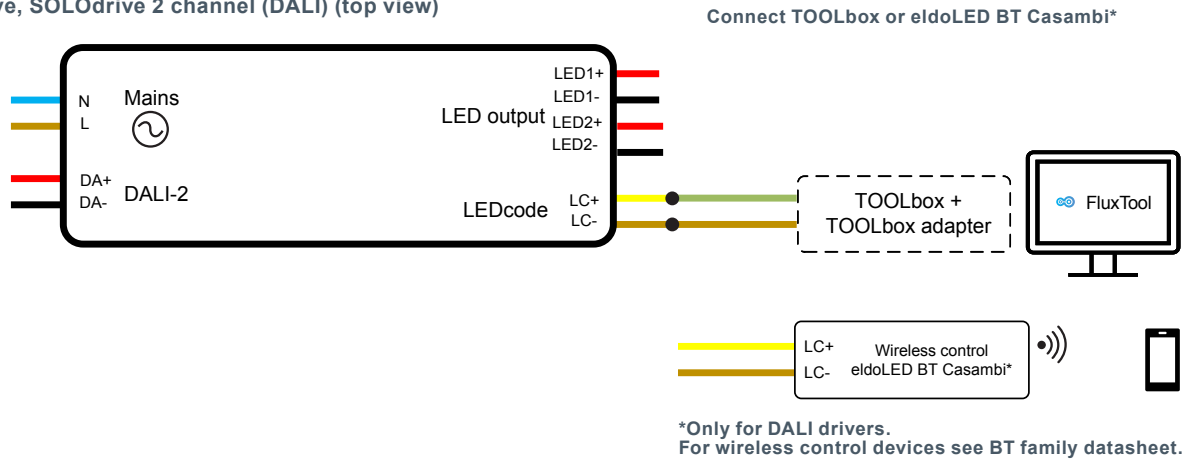 SOLOdrive 2 channel (DALI) (top view)
Connect TOOLbox or eldoLED BT Casambi*
N
L
Mains
DA+
DA-
DALI-2
LED output
LED1+
LED1-
LED2+
LED2-
LEDcode
LC+
LC-
TOOLbox +
TOOLbox adapter
FluxTool
LC+
LC-
Wireless control
eldoLED BT Casambi*
*Only for DALI drivers.
For wireless control devices see BT family datasheet.